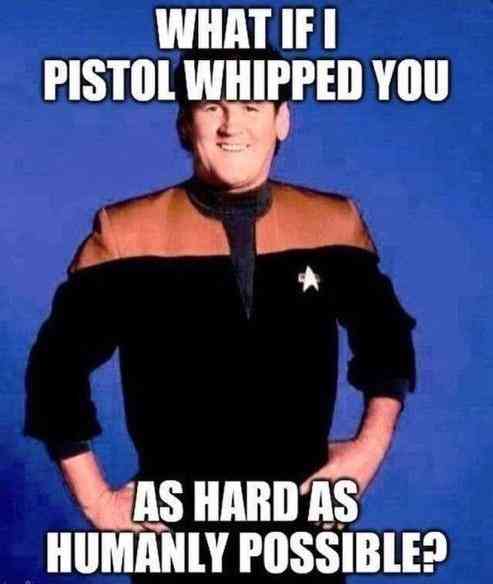 WHAT IF I
PISTOL WHIPPED YOU
AS HARD AS
HUMANLY POSSIBLE?